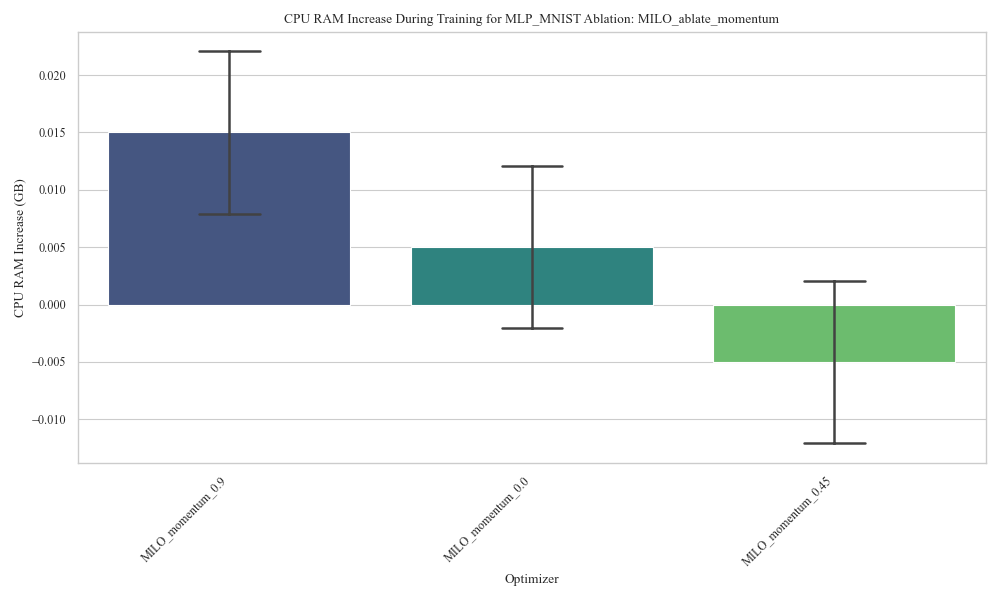 CPU RAM Increase During Training for MLP_MNIST Ablation: MILO_ablate_momentum
CPU RAM Increase (GB)
0.020
0.015
0.010
0.005
0.000
−0.005
−0.010
MILO_momentum_0.9
MILO_momentum_0.0
MILO_momentum_0.45
Optimizer